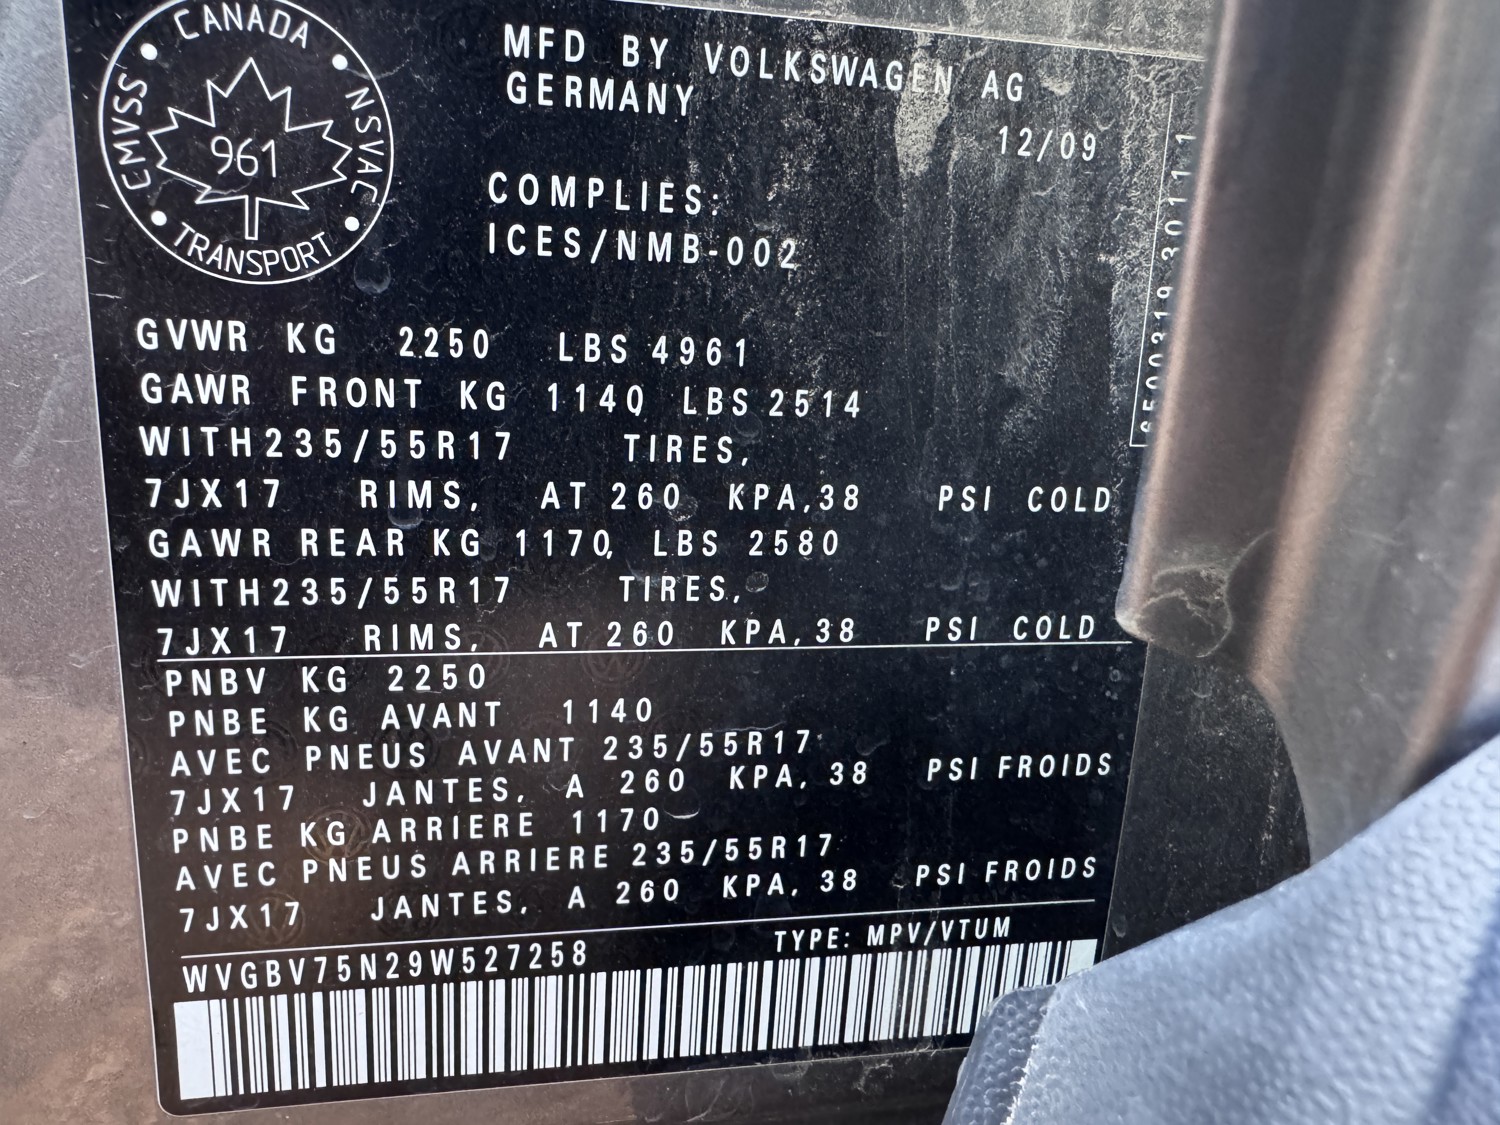 CANADA
CMVSS
NSVAC
961
TRANSPORT
MFD BY VOLKSWAGEN AG
GERMANY
12/09
COMPLIES:
ICES/NMB-002
GVWR KG 2250 LBS 4961
GAWR FRONT KG 1140 LBS 2514
WITH235/55R17 TIRES,
7JX17 RIMS, AT 260 KPA,38 PSI COLD
GAWR REAR KG 1170, LBS 2580
WITH235/55R17 TIRES,
7JX17 RIMS, AT 260 KPA,38 PSI COLD
PNBV KG 2250
PNBE KG AVANT 1140
AVEC PNEUS AVANT 235/55R17
7JX17 JANTES, A 260 KPA, 38 PSI FROIDS
PNBE KG ARRIERE 1170
AVEC PNEUS ARRIERE 235/55R17
7JX17 JANTES, A 260 KPA, 38 PSI FROIDS
WVGBV75N29W527258
TYPE: MPV/VTUM